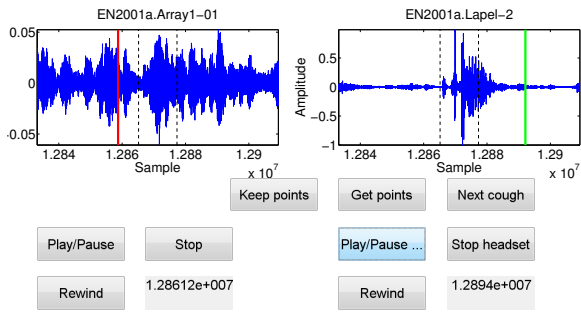 EN2001a.Array1-01
EN2001a.Lapel-2
0.05
0
-0.05
1.284 1.286 1.288 1.29
Sample
x 10^7
Amplitude
0.5
0
-0.5
-1
1.284 1.286 1.288 1.29
Sample
x 10^7
Keep points Get points Next cough
Play/Pause Stop Play/Pause ... Stop headset
Rewind 1.28612e+007 Rewind 1.2894e+007